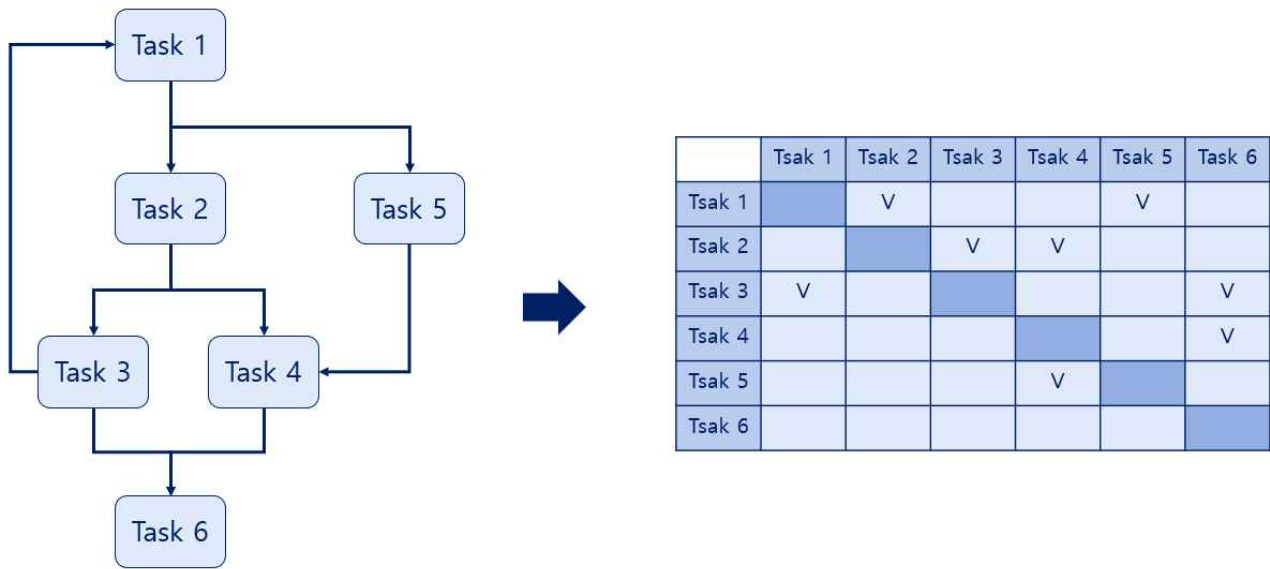 Task 1
Task 2
Task 5
Task 3
Task 4
Task 6
Tsak 1 Tsak 2 Tsak 3 Tsak 4 Tsak 5 Task 6
Tsak 1 V V
Tsak 2 V V
Tsak 3 V V
Tsak 4 V
Tsak 5 V
Tsak 6